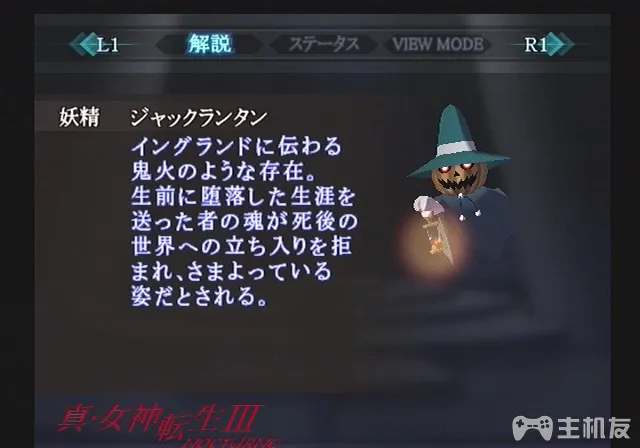 L1 解説 ステータス VIEW MODE R1
妖精 ジャックランタン
イングランドに伝わる
鬼火のような存在。
生前に堕落した生涯を
送った者の魂が死後の
世界への立ち入りを拒
まれ、さまよっている
姿だとされる。
真・女神転生III
NOCTURNE
主机友